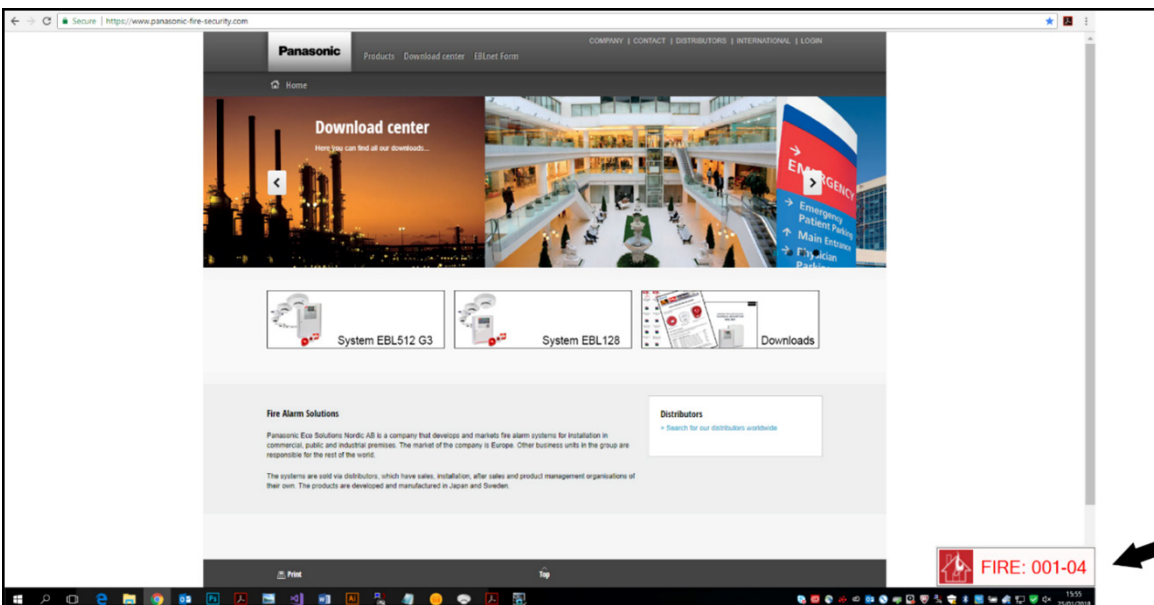 Secure | https://www.panasonic-fire-security.com
COMPANY | CONTACT | DISTRIBUTORS | INTERNATIONAL | LOGIN
Panasonic
Products Download center EBLnet Form
Home
Download center
Here you can find all our downloads...
EMERGENCY
Emergency
Patient Parking
Main Entrance
Physician
Parking
System EBL512 G3
System EBL128
Downloads
Fire Alarm Solutions
Panasonic Eco Solutions Nordic AB is a company that develops and markets fire alarm systems for installation in
commercial, public and industrial premises. The market of the company is Europe. Other business units in the group are
responsible for the rest of the world.
The systems are sold via distributors, which have sales, installation, after sales and product management organisations of
their own. The products are developed and manufactured in Japan and Sweden.
Distributors
> Search for our distributors worldwide
Print
Top
FIRE: 001-04
15:55
25/01/2018